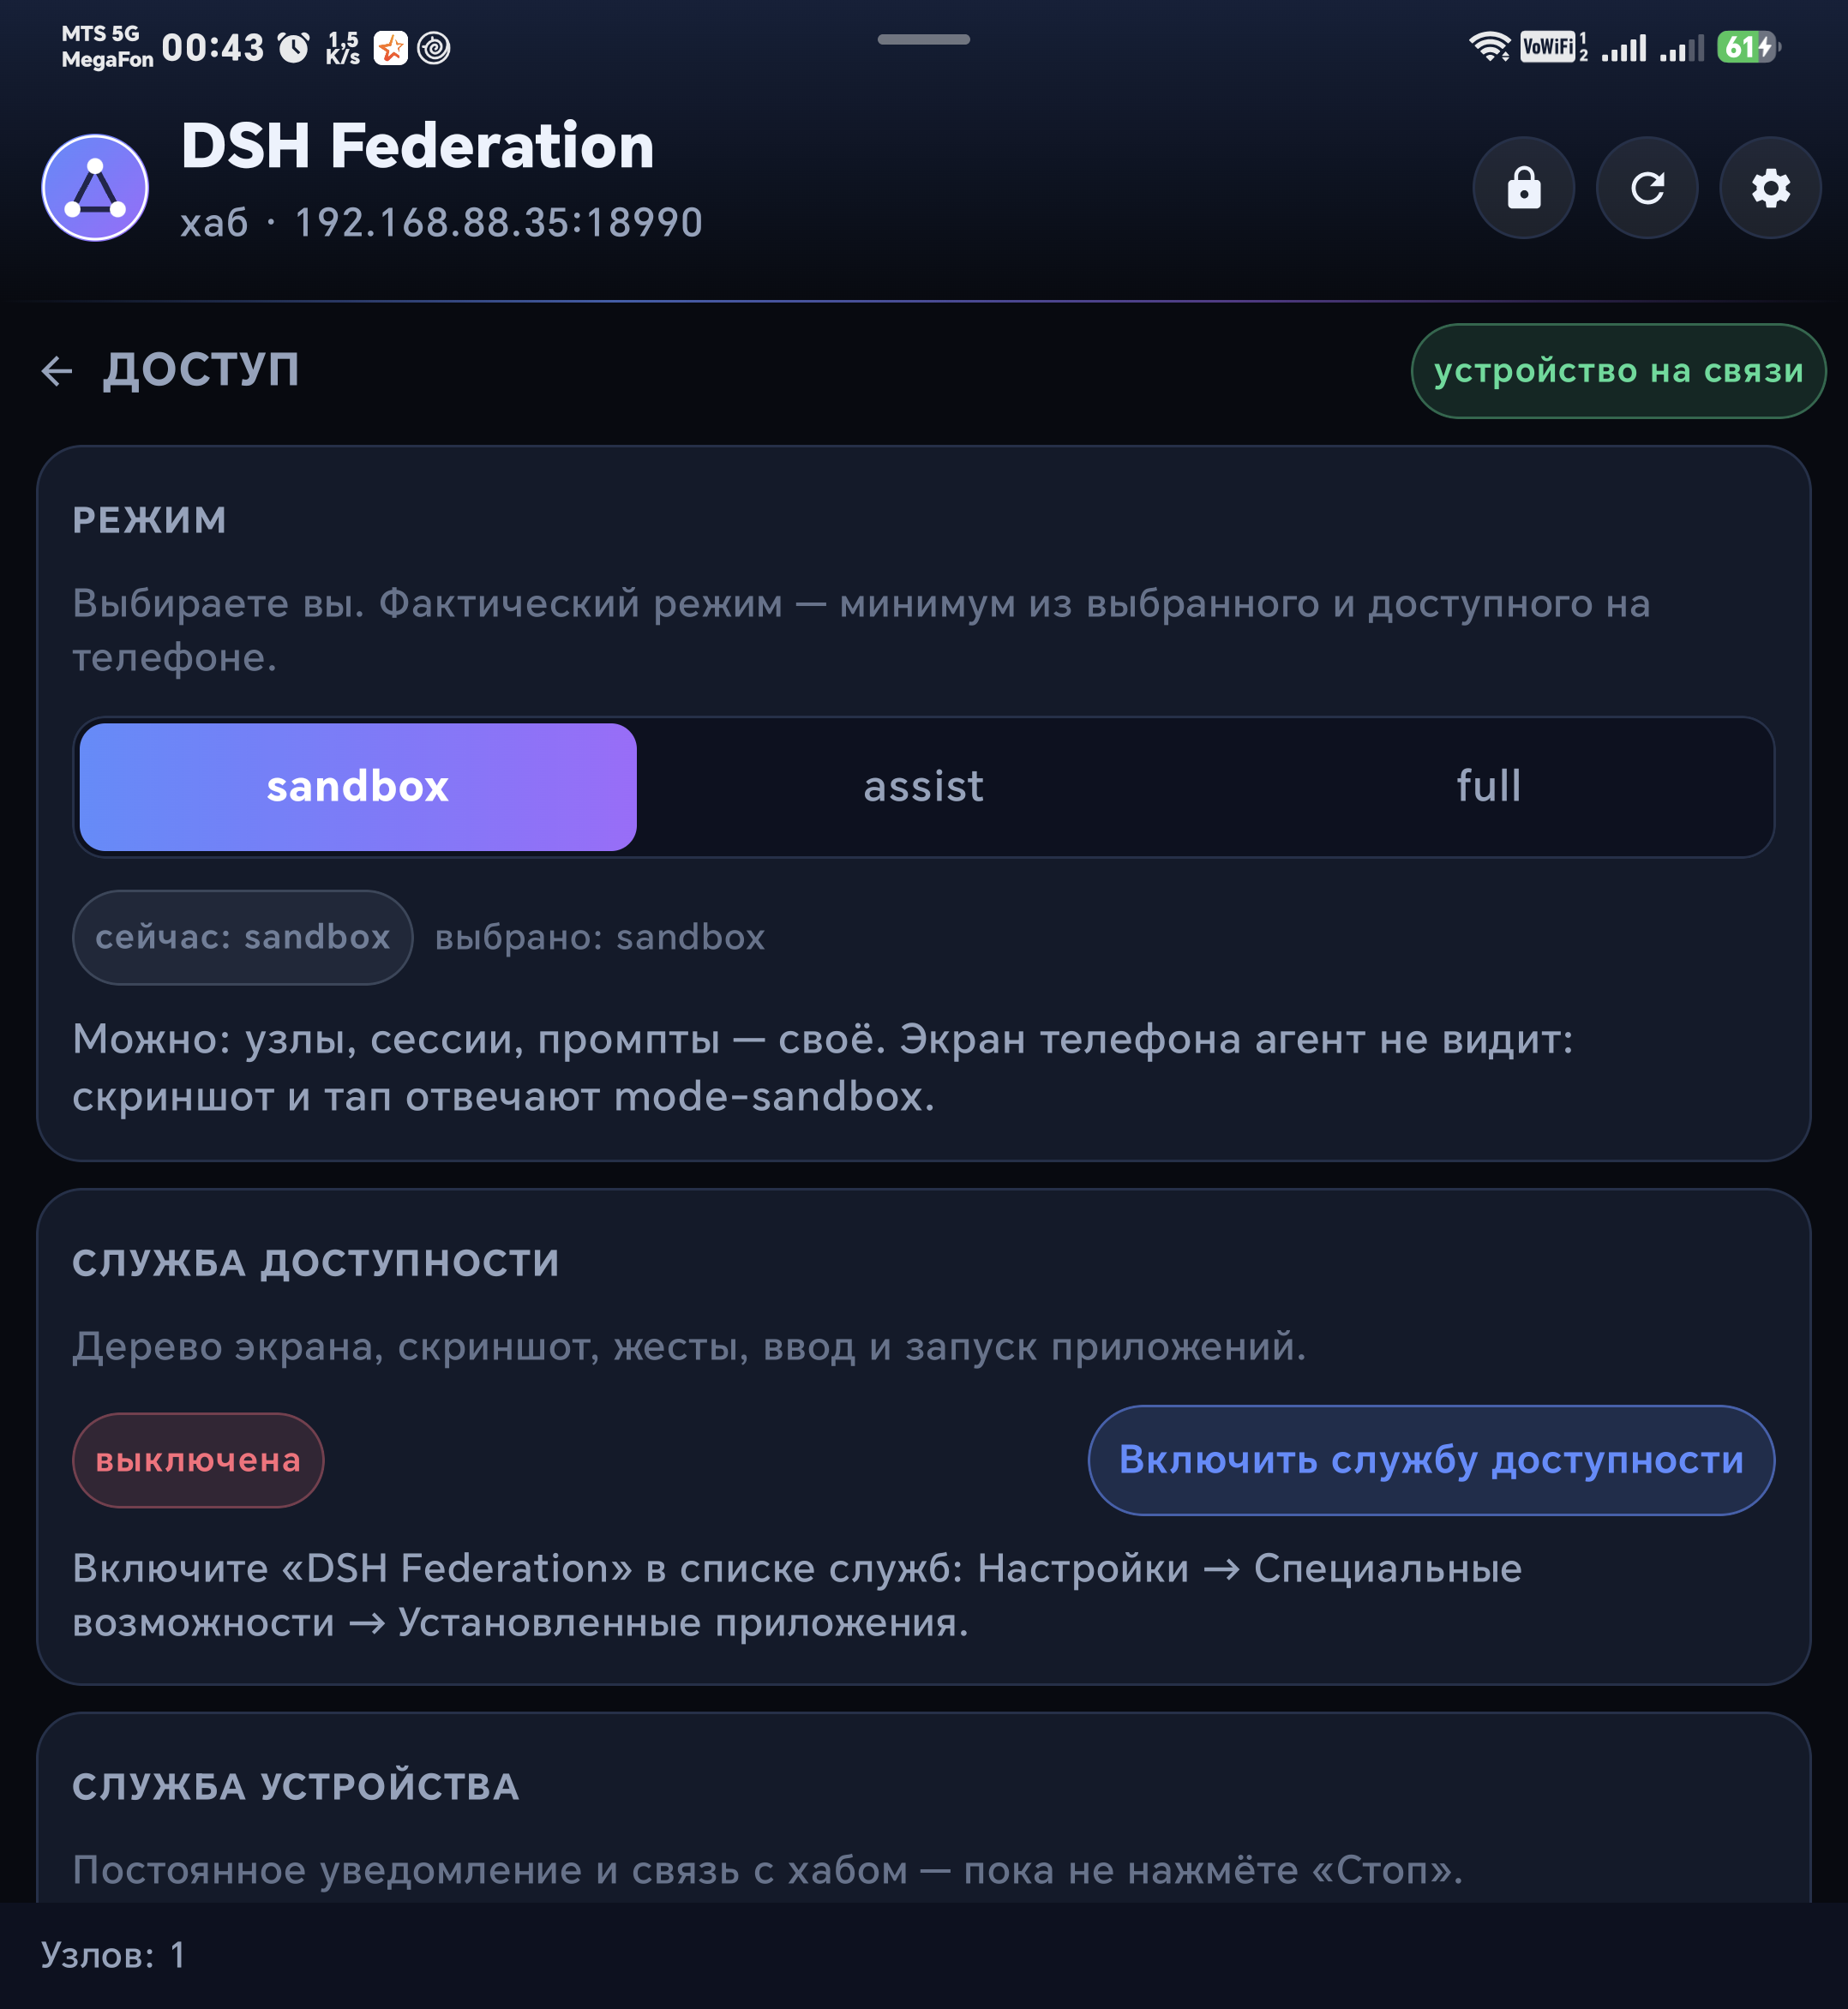 MTS 5G
MegaFon
00:43
1,5
K/s
VoWiFi
1
2
61
DSH Federation
хаб · 192.168.88.35:18990
ДОСТУП
устройство на связи
РЕЖИМ
Выбираете вы. Фактический режим — минимум из выбранного и доступного на
телефоне.
sandbox
assist
full
сейчас: sandbox
выбрано: sandbox
Можно: узлы, сессии, промпты — своё. Экран телефона агент не видит:
скриншот и тап отвечают mode-sandbox.
СЛУЖБА ДОСТУПНОСТИ
Дерево экрана, скриншот, жесты, ввод и запуск приложений.
выключена
Включить службу доступности
Включите «DSH Federation» в списке служб: Настройки → Специальные
возможности → Установленные приложения.
СЛУЖБА УСТРОЙСТВА
Постоянное уведомление и связь с хабом — пока не нажмёте «Стоп».
Узлов: 1